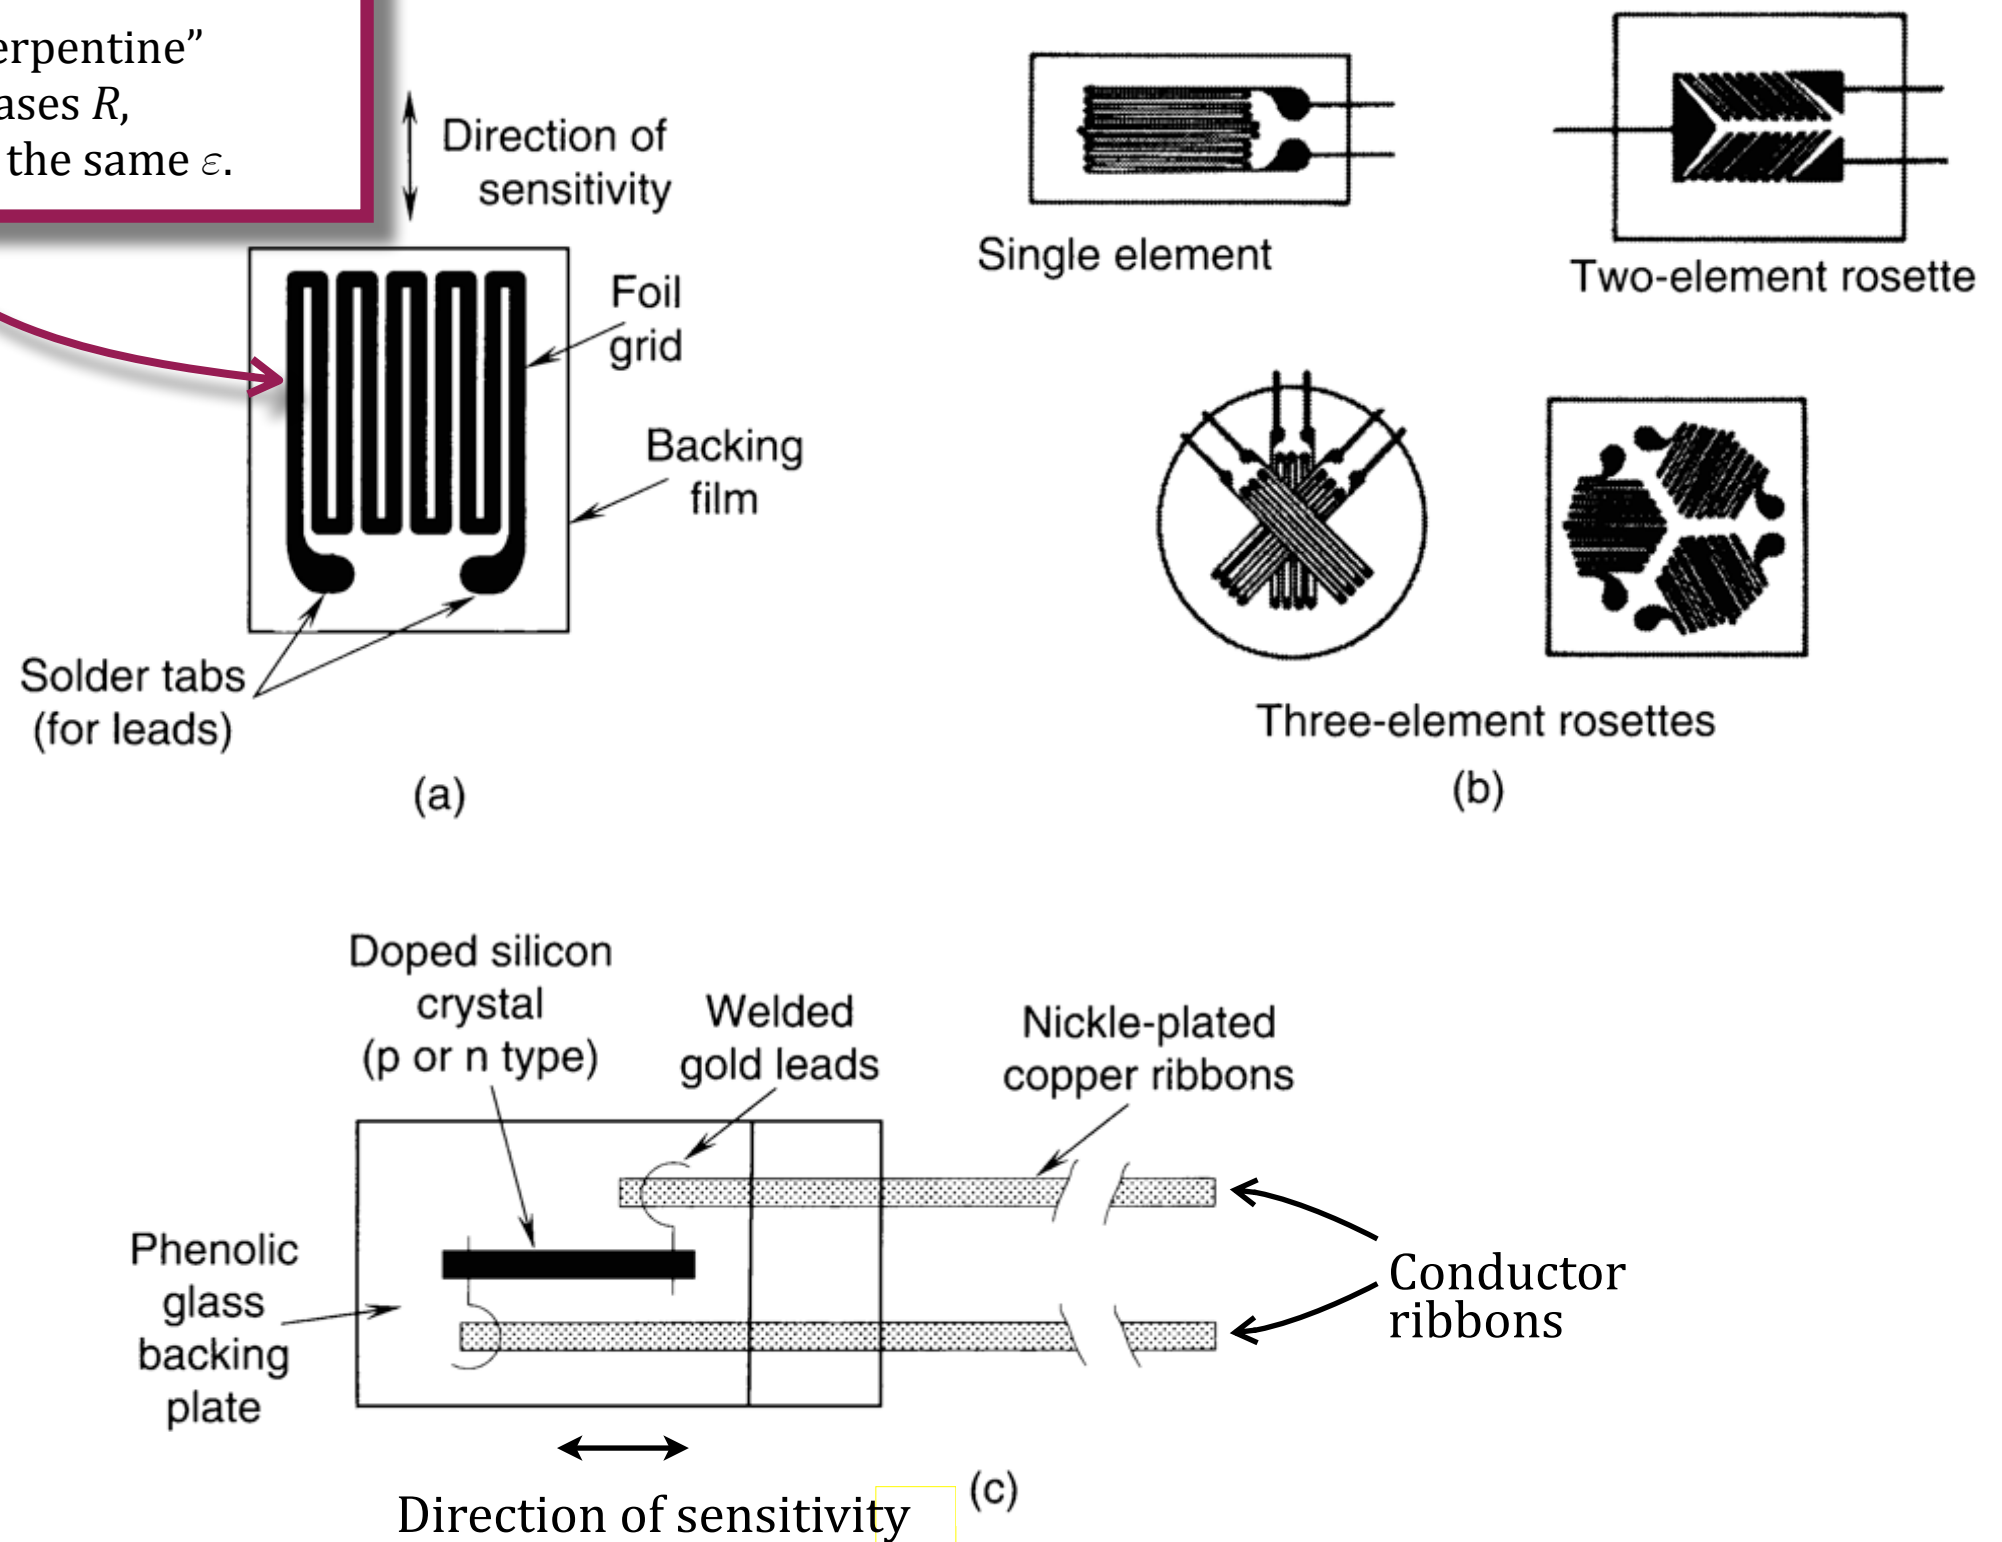 erpentine”
ases R,
the same ε.
Direction of
sensitivity
Foil
grid
Backing
film
Solder tabs
(for leads)
(a)
Single element
Two-element rosette
Three-element rosettes
(b)
Doped silicon
crystal
(p or n type)
Welded
gold leads
Nickle-plated
copper ribbons
Phenolic
glass
backing
plate
Conductor
ribbons
Direction of sensitivity
(c)